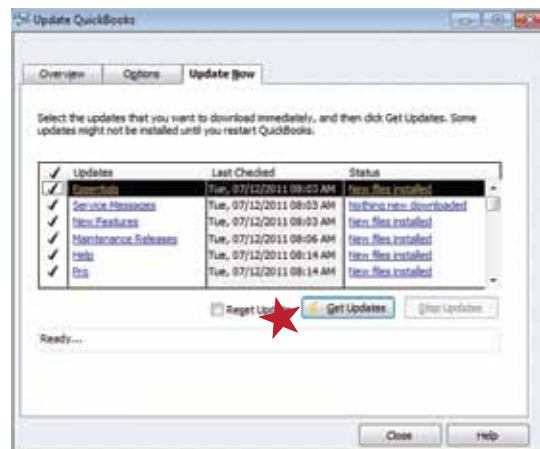 Update QuickBooks
Overview Options Update Now
Select the updates that you want to download immediately, and then click Get Updates. Some
updates might not be installed until you restart QuickBooks.
✓ Updates Last Checked Status
✓ Essentials Tue, 07/12/2011 08:03 AM New files installed
✓ Service Messages Tue, 07/12/2011 08:03 AM Nothing new downloaded
✓ New Features Tue, 07/12/2011 08:03 AM New files installed
✓ Maintenance Releases Tue, 07/12/2011 08:06 AM New files installed
✓ Help Tue, 07/12/2011 08:14 AM New files installed
✓ Pro Tue, 07/12/2011 08:14 AM New files installed
Reset Get Updates Stop Updates
Ready...
Close Help